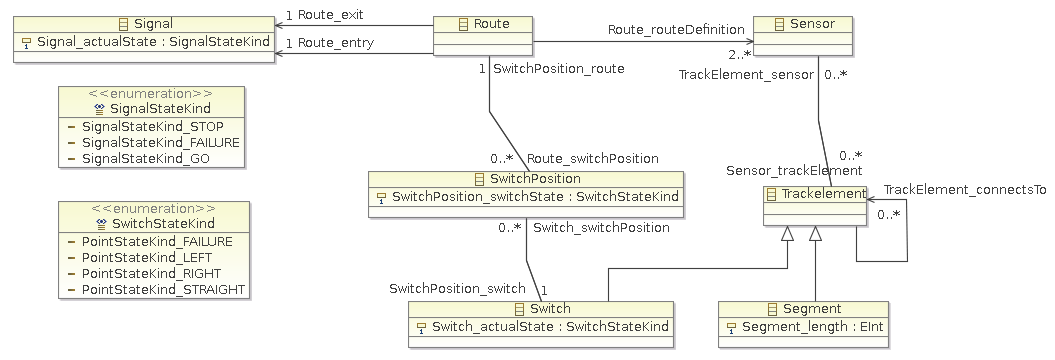 Signal
Signal_actualState : SignalStateKind
1 Route_exit
1 Route_entry
Route
Route_routeDefinition
2..*
Sensor
TrackElement_sensor
0..*
1 SwitchPosition_route
<<enumeration>>
SignalStateKind
SignalStateKind_STOP
SignalStateKind_FAILURE
SignalStateKind_GO
0..* Route_switchPosition
0..*
Sensor_trackElement
SwitchPosition
SwitchPosition_switchState : SwitchStateKind
Trackelement
TrackElement_connectsTo
0..*
<<enumeration>>
SwitchStateKind
PointStateKind_FAILURE
PointStateKind_LEFT
PointStateKind_RIGHT
PointStateKind_STRAIGHT
0..* Switch_switchPosition
SwitchPosition_switch 1
Switch
Switch_actualState : SwitchStateKind
Segment
Segment_length : EInt